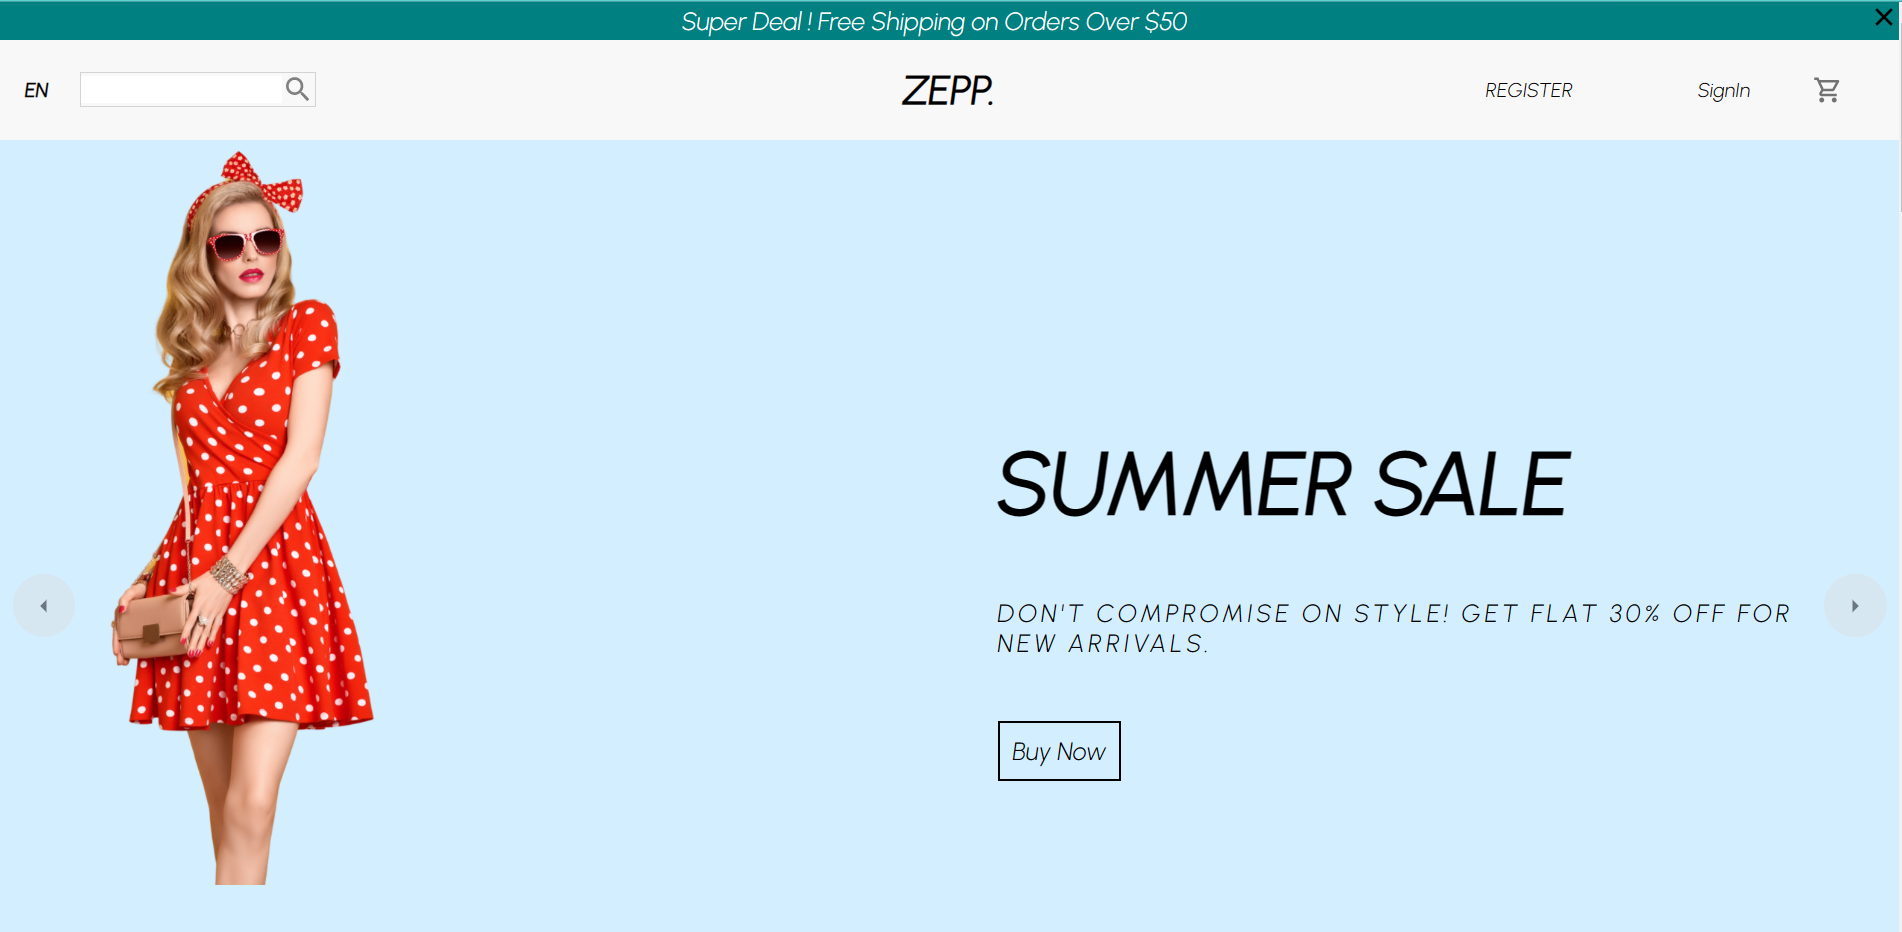 Super Deal ! Free Shipping on Orders Over $50
EN
ZEPP.
REGISTER
SignIn
SUMMER SALE
DON'T COMPROMISE ON STYLE! GET FLAT 30% OFF FOR
NEW ARRIVALS.
Buy Now